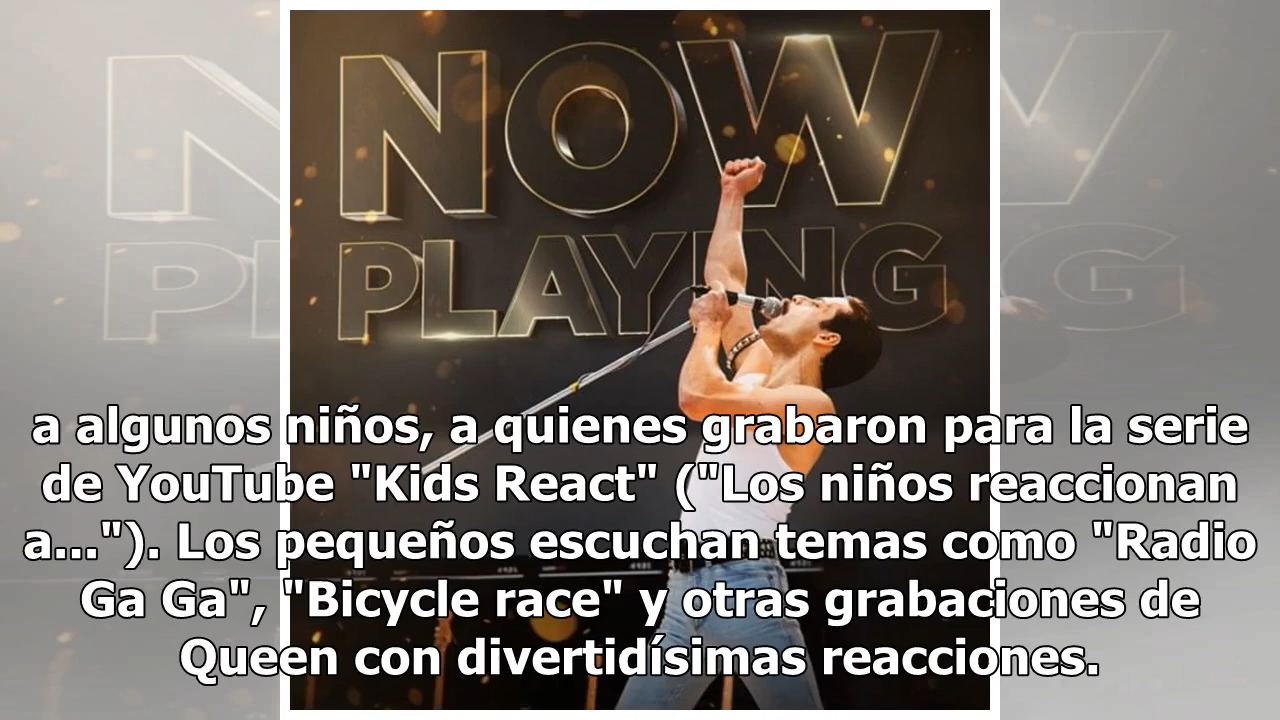 NOW
PLAYING
a algunos niños, a quienes grabaron para la serie
de YouTube "Kids React" ("Los niños reaccionan
a..."). Los pequeños escuchan temas como "Radio
Ga Ga", "Bicycle race" y otras grabaciones de
Queen con divertidísimas reacciones.